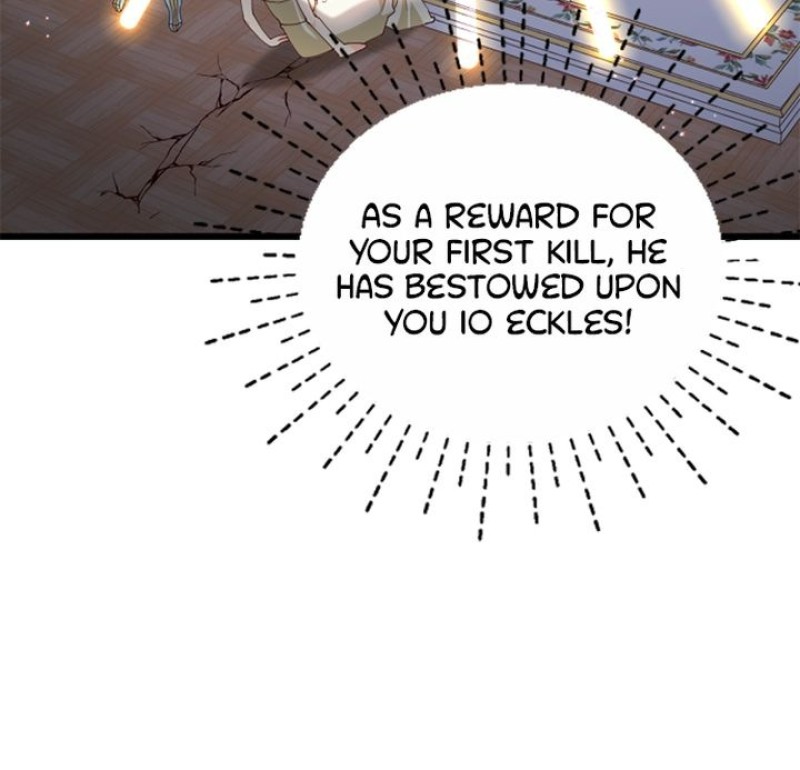 AS A REWARD FOR
YOUR FIRST KILL, HE
HAS BESTOWED UPON
YOU 10 ECKLES!